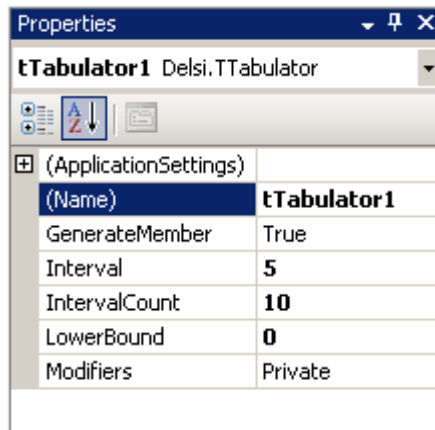 Properties
tTabulator1 Delsi.TTabulator
(ApplicationSettings)
(Name) tTabulator1
GenerateMember True
Interval 5
IntervalCount 10
LowerBound 0
Modifiers Private